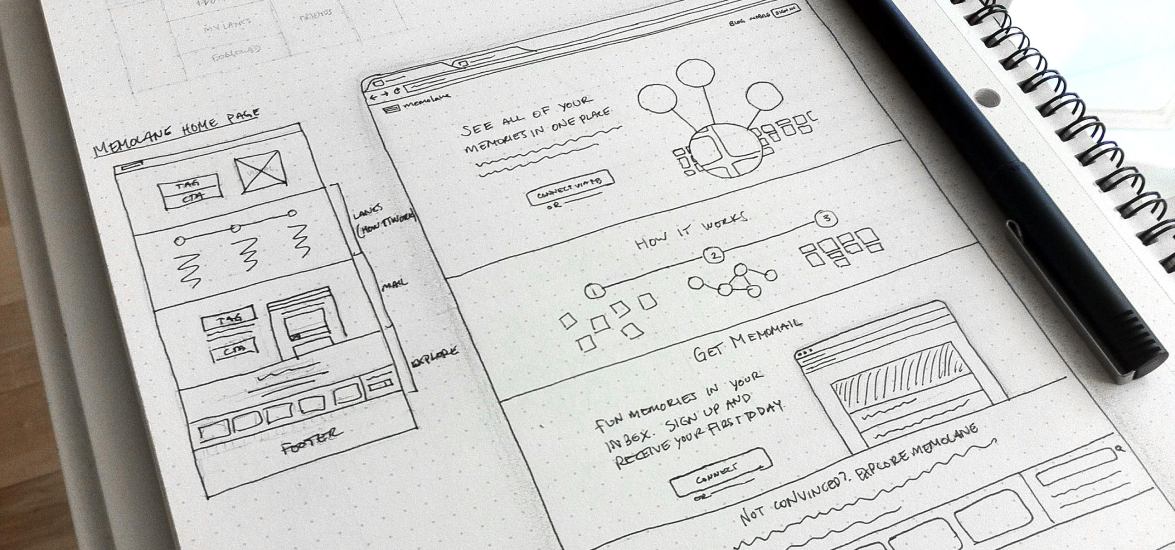 MY LANES
FRIENDS
MEMOLANE HOME PAGE
TAG
CTA
LANES
(HOW IT WORKS)
TAG
CTA
MAIL
EXPLORE
FOOTER
BLOG MOBILE SIGN IN
memolane
SEE ALL OF YOUR
MEMORIES IN ONE PLACE
CONNECT VIA FB
OR
HOW IT WORKS
1
2
3
GET MEMOMAIL
FUN MEMORIES IN YOUR
INBOX. SIGN UP AND
RECEIVE YOUR FIRST TODAY.
CONNECT
OR
NOT CONVINCED?. EXPLORE MEMOLANE